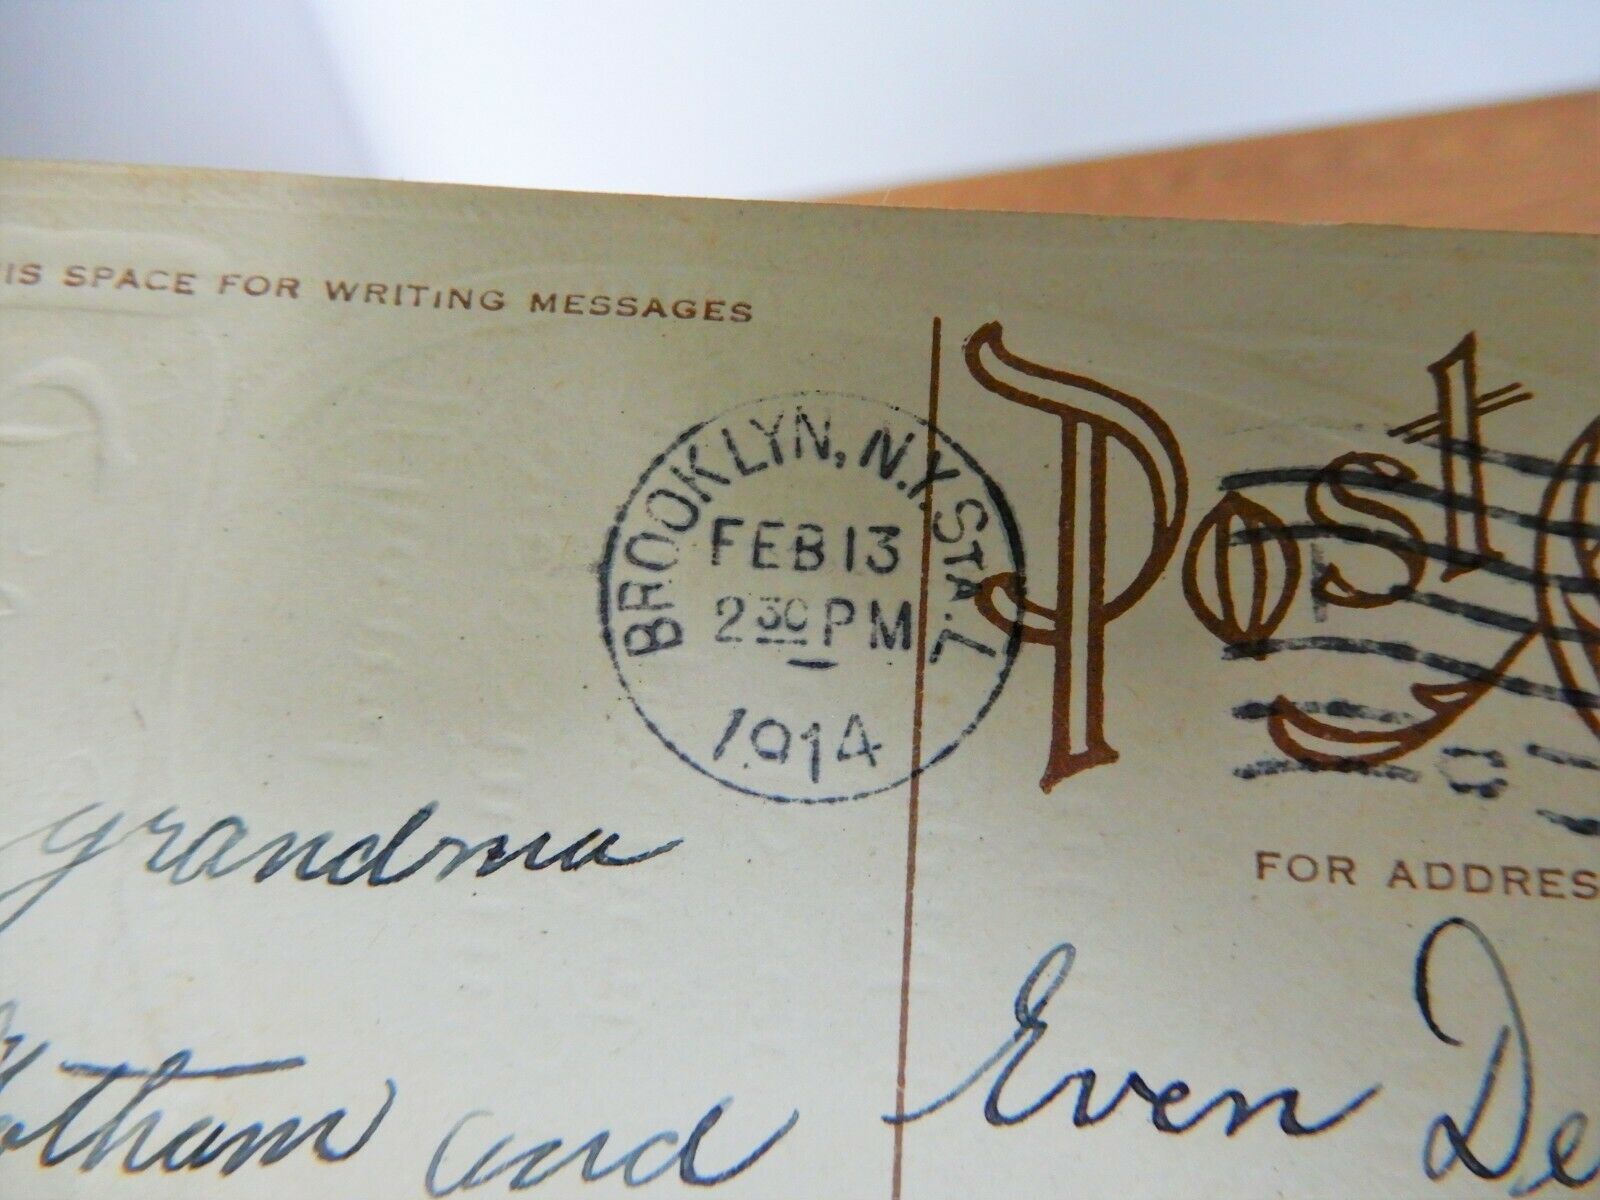 IS SPACE FOR WRITING MESSAGES
Post
BROOKLYN, N.Y. STA. L
FEB 13
2 30 PM
1914
FOR ADDRES
grandma
and
Even De